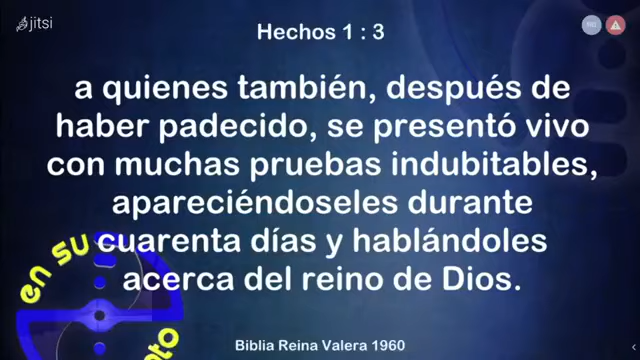 jitsi
Hechos 1 : 3
a quienes también, después de
haber padecido, se presentó vivo
con muchas pruebas indubitables,
apareciéndoseles durante
cuarenta días y hablándoles
acerca del reino de Dios.
en su
Biblia Reina Valera 1960